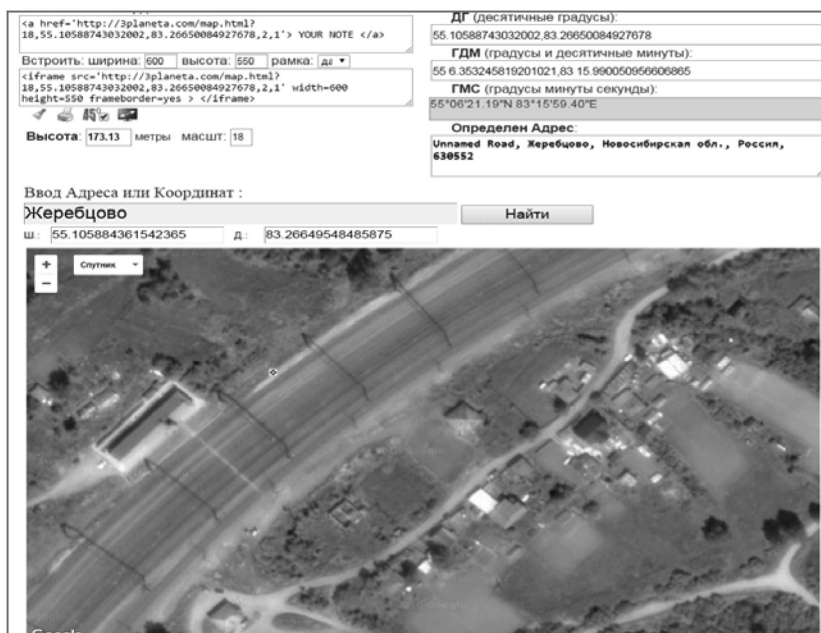 <a href='http://3planeta.com/map.html?
18,55.10588743032002,83.26650084927678,2,1'> YOUR NOTE </a>
Встроить: ширина: 600 высота: 550 рамка: да
<iframe src='http://3planeta.com/map.html?
18,55.10588743032002,83.26650084927678,2,1' width=600
height=550 frameborder=yes > </iframe>
Высота: 173.13 метры масшт: 18
ДГ (десятичные градусы):
55.10588743032002,83.26650084927678
ГДМ (градусы и десятичные минуты):
55 6.353245819201021,83 15.990050956606865
ГМС (градусы минуты секунды):
55°06'21.19"N 83°15'59.40"E
Определен Адрес:
Unnamed Road, Жеребцово, Новосибирская обл., Россия,
630552
Ввод Адреса или Координат :
Жеребцово Найти
ш.: 55.105884361542365 д.: 83.26649548485875
+ Спутник
−
Google